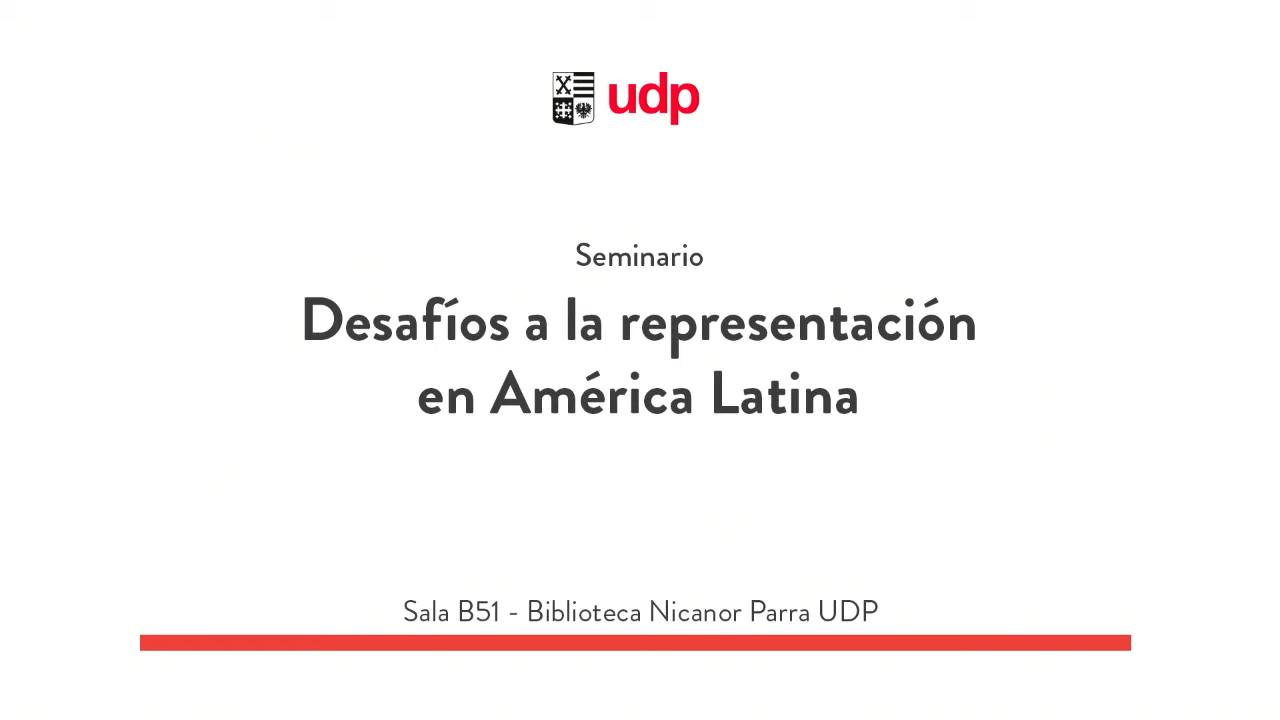 udp
Seminario
Desafíos a la representación
en América Latina
Sala B51 - Biblioteca Nicanor Parra UDP